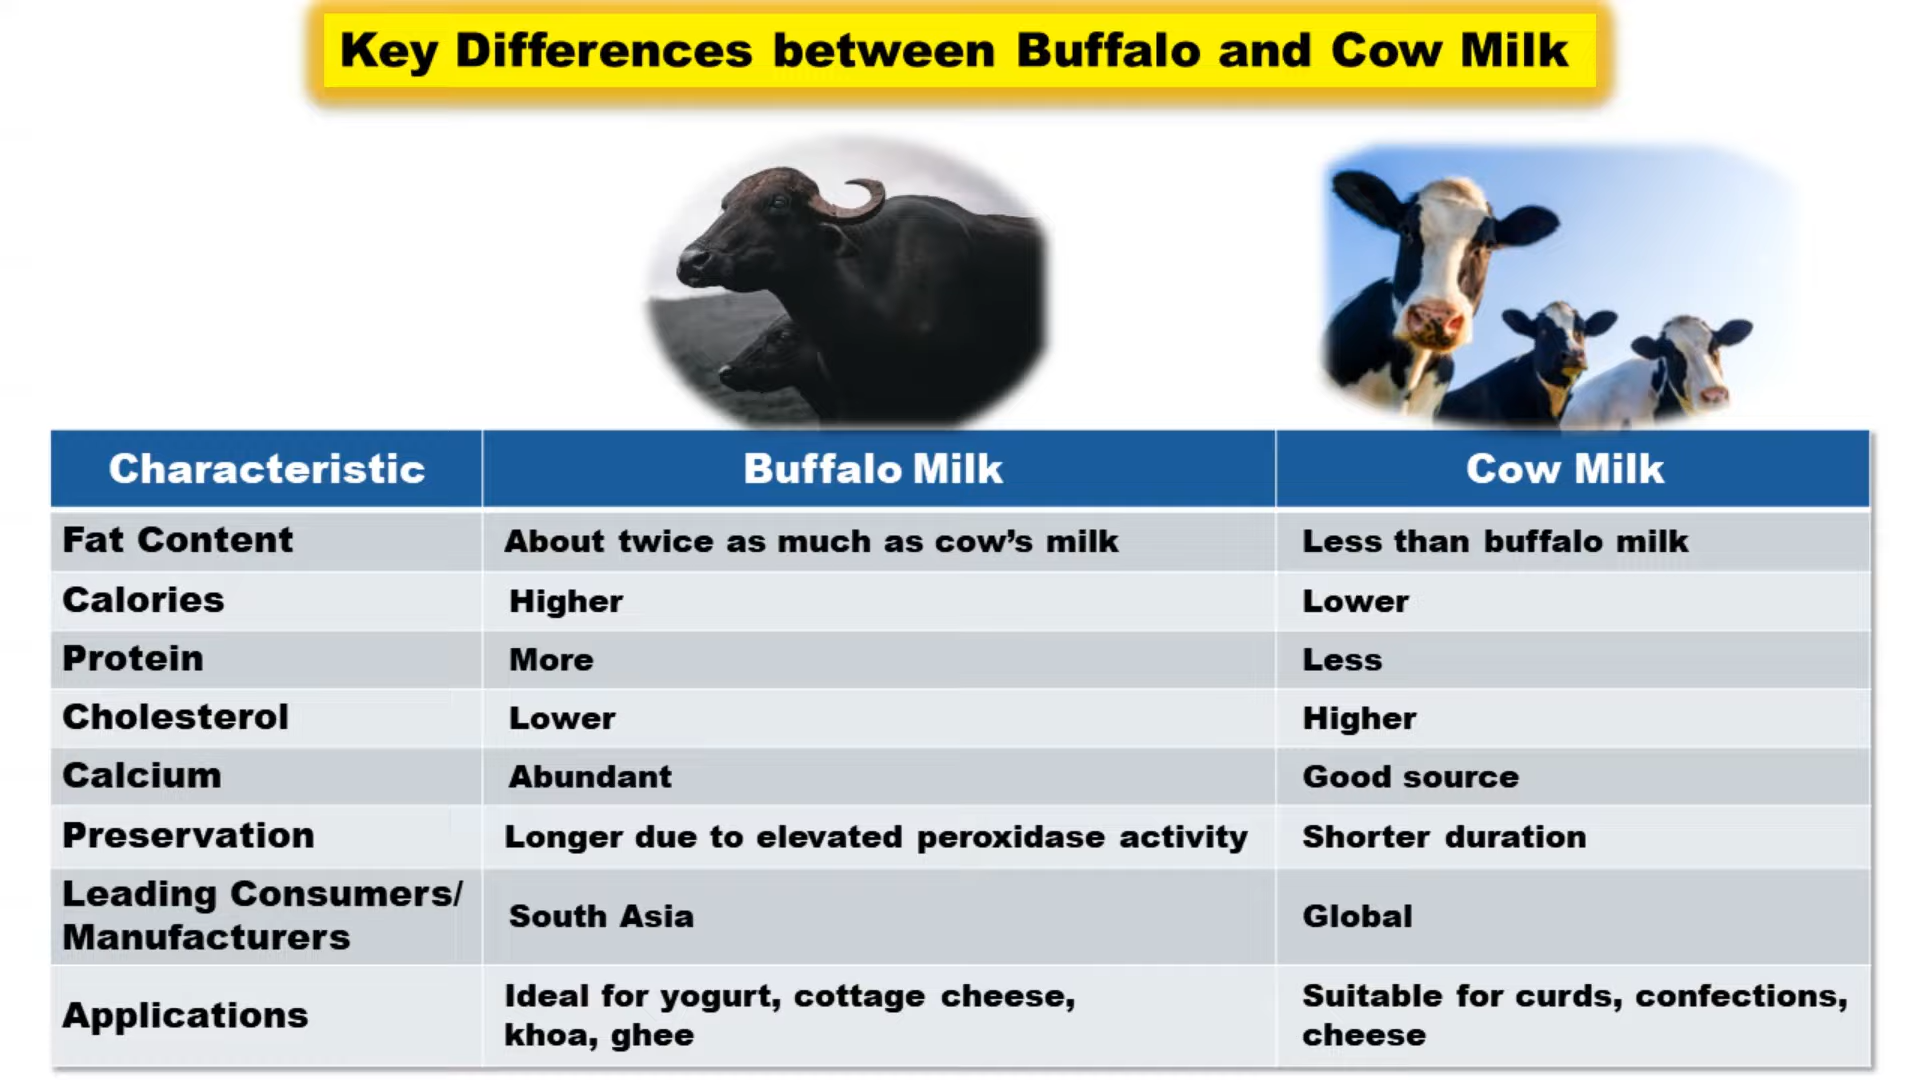 Key Differences between Buffalo and Cow Milk
Characteristic Buffalo Milk Cow Milk
Fat Content About twice as much as cow’s milk Less than buffalo milk
Calories Higher Lower
Protein More Less
Cholesterol Lower Higher
Calcium Abundant Good source
Preservation Longer due to elevated peroxidase activity Shorter duration
Leading Consumers/
Manufacturers South Asia Global
Applications Ideal for yogurt, cottage cheese,
khoa, ghee
Suitable for curds, confections,
cheese